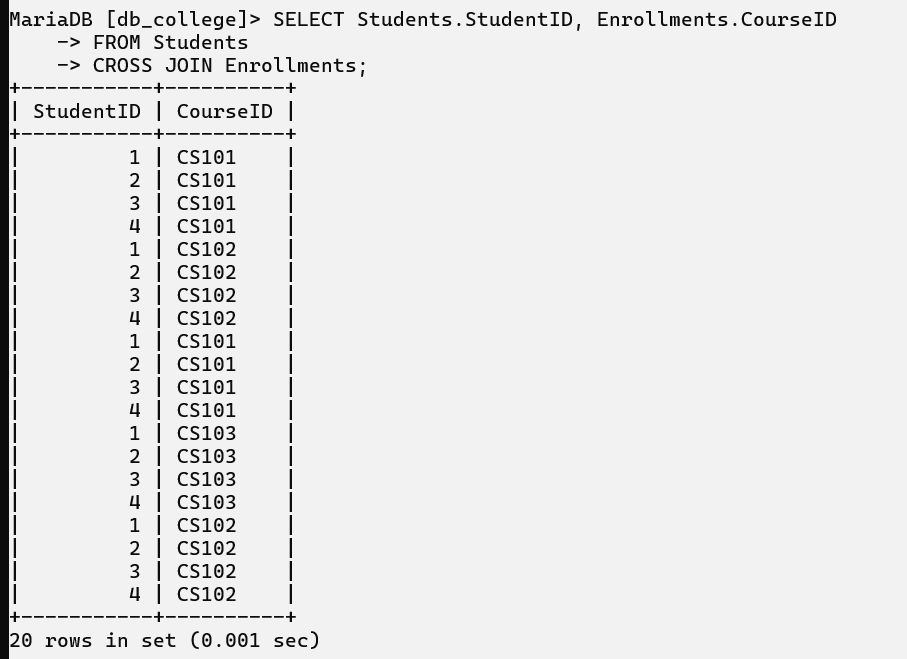 MariaDB [db_college]> SELECT Students.StudentID, Enrollments.CourseID
    -> FROM Students
    -> CROSS JOIN Enrollments;
+-----------+----------+
| StudentID | CourseID |
+-----------+----------+
|         1 | CS101    |
|         2 | CS101    |
|         3 | CS101    |
|         4 | CS101    |
|         1 | CS102    |
|         2 | CS102    |
|         3 | CS102    |
|         4 | CS102    |
|         1 | CS101    |
|         2 | CS101    |
|         3 | CS101    |
|         4 | CS101    |
|         1 | CS103    |
|         2 | CS103    |
|         3 | CS103    |
|         4 | CS103    |
|         1 | CS102    |
|         2 | CS102    |
|         3 | CS102    |
|         4 | CS102    |
+-----------+----------+
20 rows in set (0.001 sec)